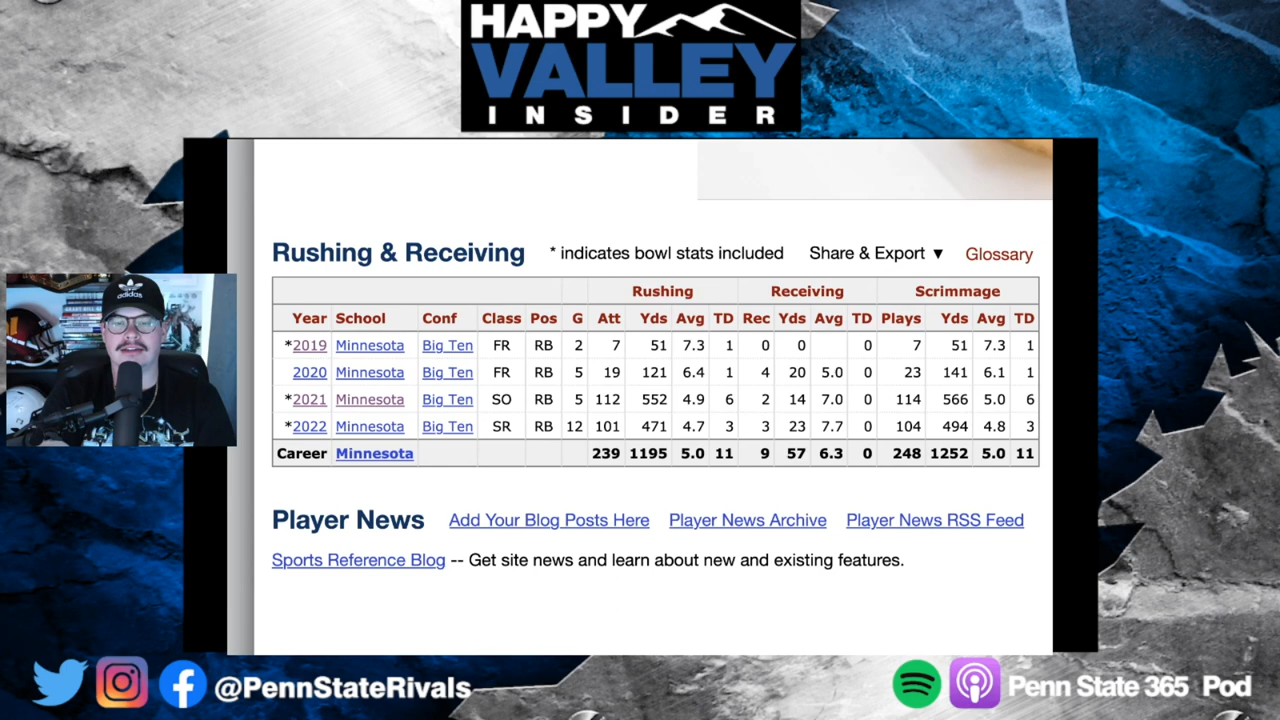 HAPPY
VALLEY
INSIDER
Rushing & Receiving * indicates bowl stats included Share & Export ▼ Glossary
Rushing Receiving Scrimmage
Year School Conf Class Pos G Att Yds Avg TD Rec Yds Avg TD Plays Yds Avg TD
*2019 Minnesota Big Ten FR RB 2 7 51 7.3 1 0 0 0 7 51 7.3 1
2020 Minnesota Big Ten FR RB 5 19 121 6.4 1 4 20 5.0 0 23 141 6.1 1
*2021 Minnesota Big Ten SO RB 5 112 552 4.9 6 2 14 7.0 0 114 566 5.0 6
*2022 Minnesota Big Ten SR RB 12 101 471 4.7 3 3 23 7.7 0 104 494 4.8 3
Career Minnesota 239 1195 5.0 11 9 57 6.3 0 248 1252 5.0 11
adidas
Player News Add Your Blog Posts Here Player News Archive Player News RSS Feed
Sports Reference Blog -- Get site news and learn about new and existing features.
@PennStateRivals
Penn State 365 Pod